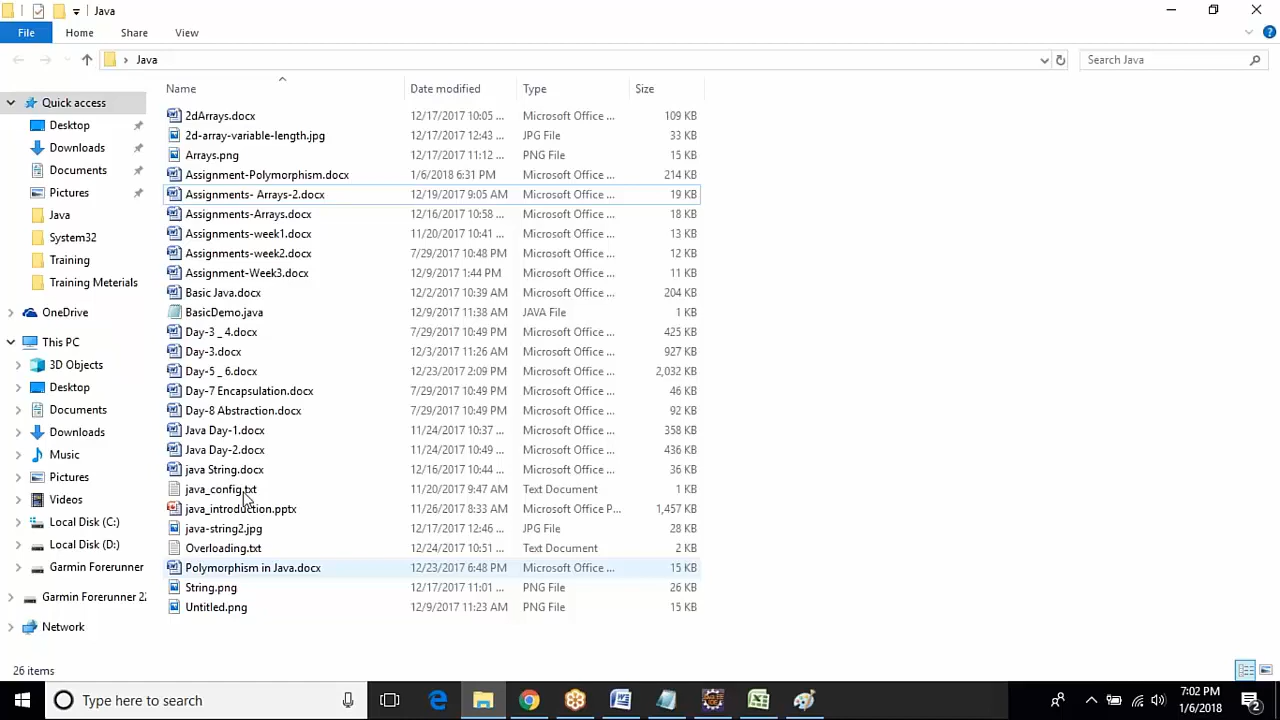 Java
File Home Share View
Java Search Java
Name Date modified Type Size
Quick access
Desktop
Downloads
Documents
Pictures
Java
System32
Training
Training Meterials
OneDrive
This PC
3D Objects
Desktop
Documents
Downloads
Music
Pictures
Videos
Local Disk (C:)
Local Disk (D:)
Garmin Forerunner
Garmin Forerunner 22
Network
2dArrays.docx 12/17/2017 10:05 ... Microsoft Office ... 109 KB
2d-array-variable-length.jpg 12/17/2017 12:43 ... JPG File 33 KB
Arrays.png 12/17/2017 11:12 ... PNG File 15 KB
Assignment-Polymorphism.docx 1/6/2018 6:31 PM Microsoft Office ... 214 KB
Assignments- Arrays-2.docx 12/19/2017 9:05 AM Microsoft Office ... 19 KB
Assignments-Arrays.docx 12/16/2017 10:58 ... Microsoft Office ... 18 KB
Assignments-week1.docx 11/20/2017 10:41 ... Microsoft Office ... 13 KB
Assignments-week2.docx 7/29/2017 10:48 PM Microsoft Office ... 12 KB
Assignment-Week3.docx 12/9/2017 1:44 PM Microsoft Office ... 11 KB
Basic Java.docx 12/2/2017 10:39 AM Microsoft Office ... 204 KB
BasicDemo.java 12/9/2017 11:38 AM JAVA File 1 KB
Day-3 _ 4.docx 7/29/2017 10:49 PM Microsoft Office ... 425 KB
Day-3.docx 12/3/2017 11:26 AM Microsoft Office ... 927 KB
Day-5 _ 6.docx 12/23/2017 2:09 PM Microsoft Office ... 2,032 KB
Day-7 Encapsulation.docx 7/29/2017 10:49 PM Microsoft Office ... 46 KB
Day-8 Abstraction.docx 7/29/2017 10:49 PM Microsoft Office ... 92 KB
Java Day-1.docx 11/24/2017 10:37 ... Microsoft Office ... 358 KB
Java Day-2.docx 11/24/2017 10:49 ... Microsoft Office ... 436 KB
java String.docx 12/16/2017 10:44 ... Microsoft Office ... 36 KB
java_config.txt 11/20/2017 9:47 AM Text Document 1 KB
java_introduction.pptx 11/26/2017 8:33 AM Microsoft Office P... 1,457 KB
java-string2.jpg 12/17/2017 12:46 ... JPG File 28 KB
Overloading.txt 12/24/2017 10:51 ... Text Document 2 KB
Polymorphism in Java.docx 12/23/2017 6:48 PM Microsoft Office ... 15 KB
String.png 12/17/2017 11:01 ... PNG File 26 KB
Untitled.png 12/9/2017 11:23 AM PNG File 15 KB
26 items
Type here to search
7:02 PM
1/6/2018
2